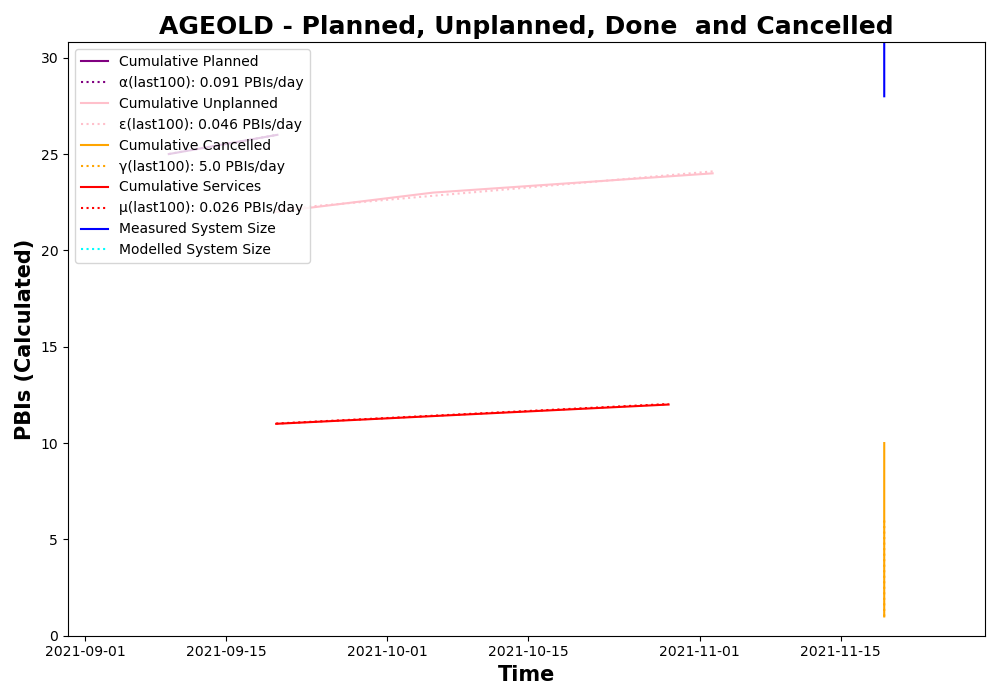 AGEOLD - Planned, Unplanned, Done  and Cancelled
Cumulative Planned
α(last100): 0.091 PBIs/day
Cumulative Unplanned
ε(last100): 0.046 PBIs/day
Cumulative Cancelled
γ(last100): 5.0 PBIs/day
Cumulative Services
μ(last100): 0.026 PBIs/day
Measured System Size
Modelled System Size
PBIs (Calculated)
30
25
20
15
10
5
0
2021-09-01
2021-09-15
2021-10-01
2021-10-15
2021-11-01
2021-11-15
Time